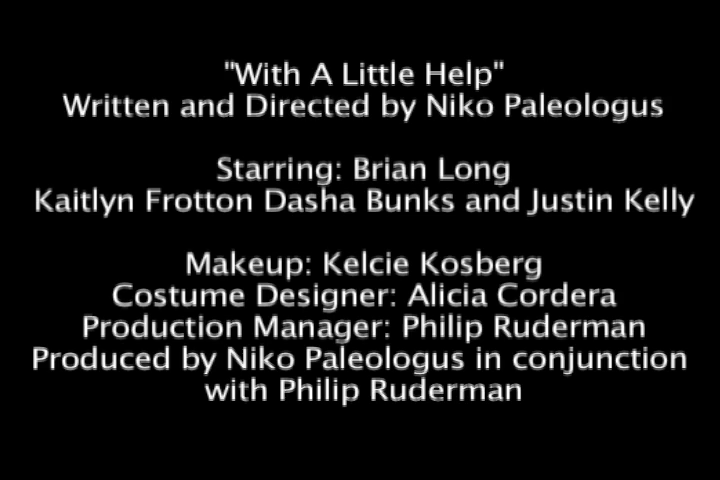 "With A Little Help"
Written and Directed by Niko Paleologus
Starring: Brian Long
Kaitlyn Frotton Dasha Bunks and Justin Kelly
Makeup: Kelcie Kosberg
Costume Designer: Alicia Cordera
Production Manager: Philip Ruderman
Produced by Niko Paleologus in conjunction
with Philip Ruderman